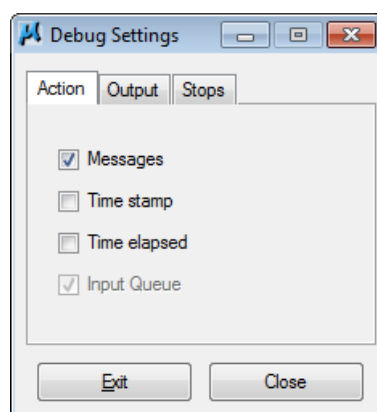 Debug Settings
Action Output Stops
Messages
Time stamp
Time elapsed
Input Queue
Exit Close